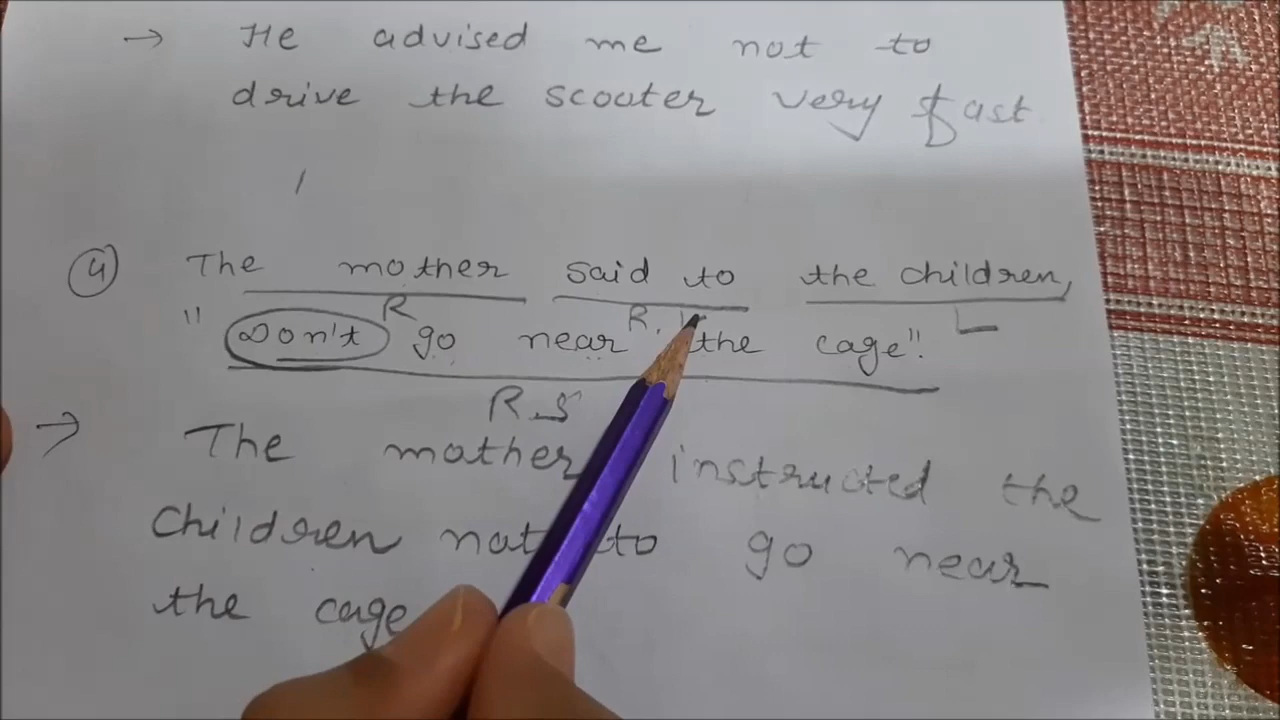 → He advised me not to
drive the scooter very fast
④ The mother said to the children,
R R.V L
"Don't go near the cage".
R.S
→ The mother instructed the
children not to go near
the cage